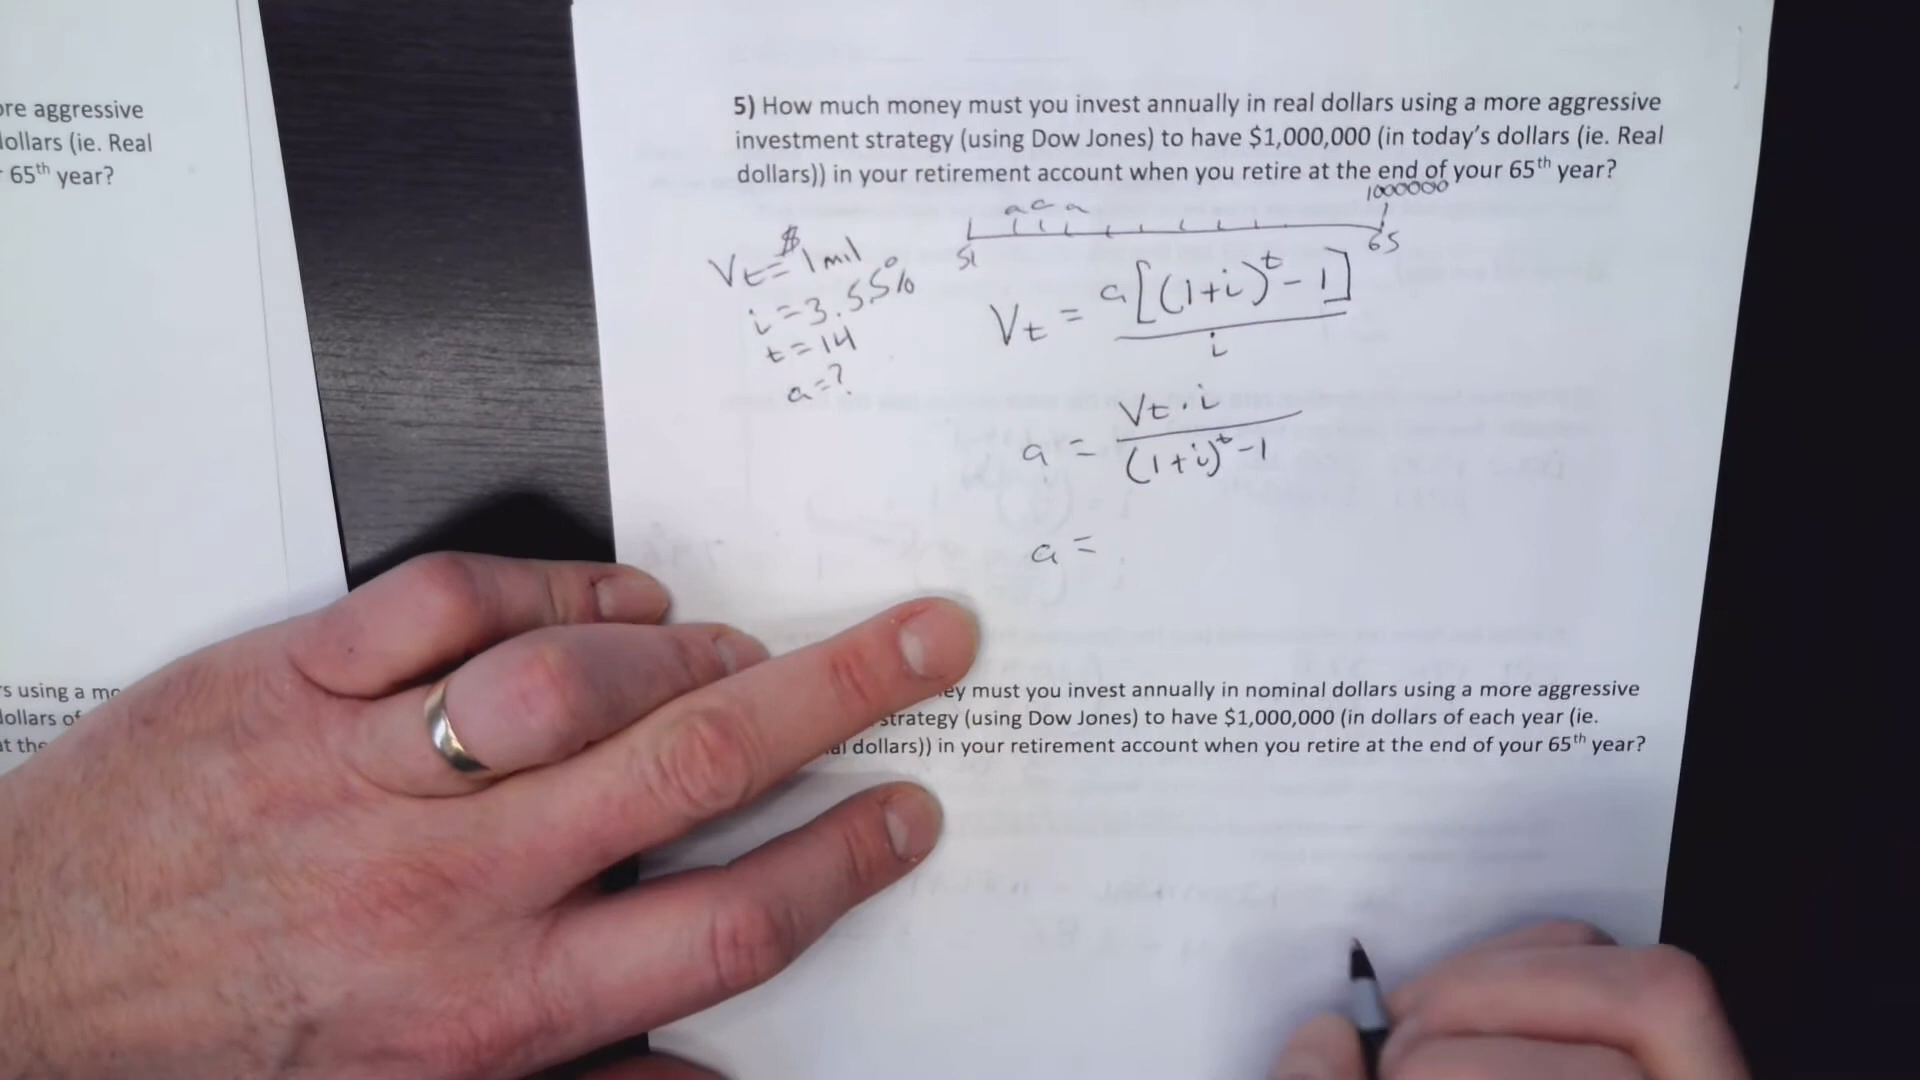 ore aggressive
dollars (ie. Real
65th year?
s using a mo
dollars of
at the
5) How much money must you invest annually in real dollars using a more aggressive
investment strategy (using Dow Jones) to have $1,000,000 (in today's dollars (ie. Real
dollars)) in your retirement account when you retire at the end of your 65th year?
1000000
a a a
51
65
Vt = $1 mil
i = 3.55%
t = 14
a = ?
Vt = a[(1+i)^t - 1] / i
a = Vt · i / (1+i)^t - 1
a =
ey must you invest annually in nominal dollars using a more aggressive
strategy (using Dow Jones) to have $1,000,000 (in dollars of each year (ie.
al dollars)) in your retirement account when you retire at the end of your 65th year?